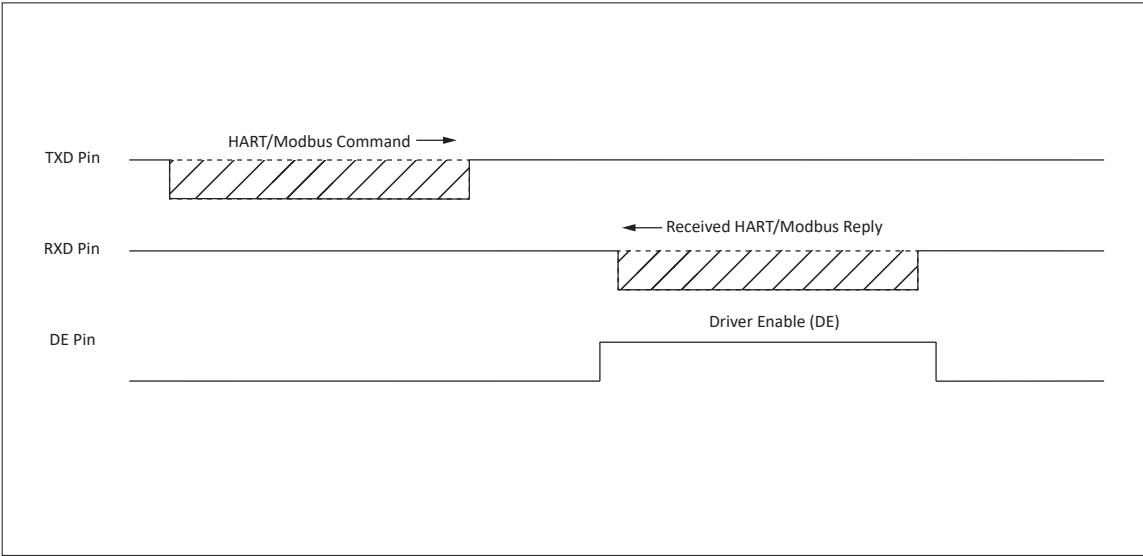 HART/Modbus Command
TXD Pin
Received HART/Modbus Reply
RXD Pin
Driver Enable (DE)
DE Pin